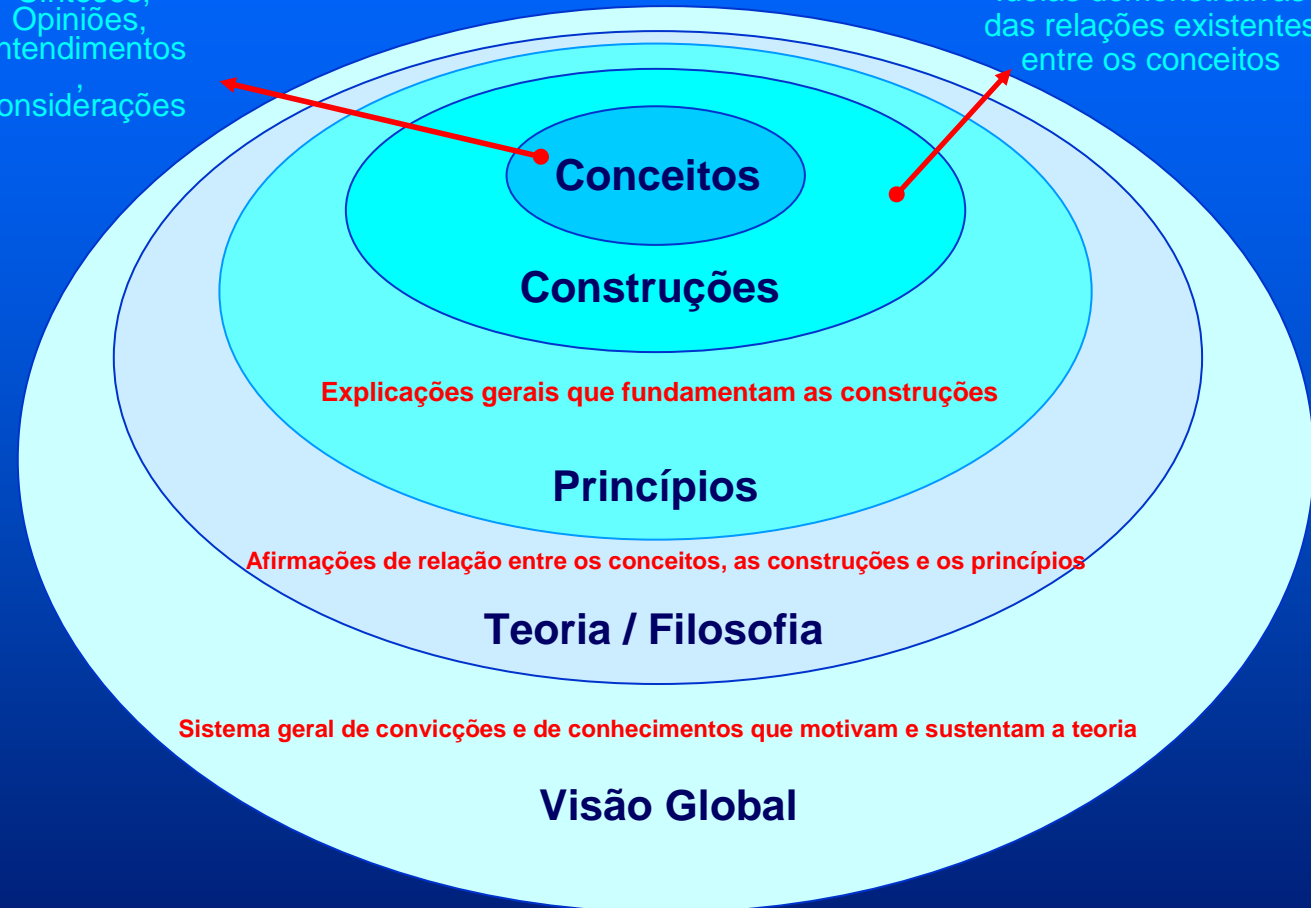 Opiniões,
,
das relações existentes
entre os conceitos
Conceitos
Construções
Explicações gerais que fundamentam as construções
Princípios
Afirmações de relação entre os conceitos, as construções e os princípios
Teoria / Filosofia
Sistema geral de convicções e de conhecimentos que motivam e sustentam a teoria
Visão Global